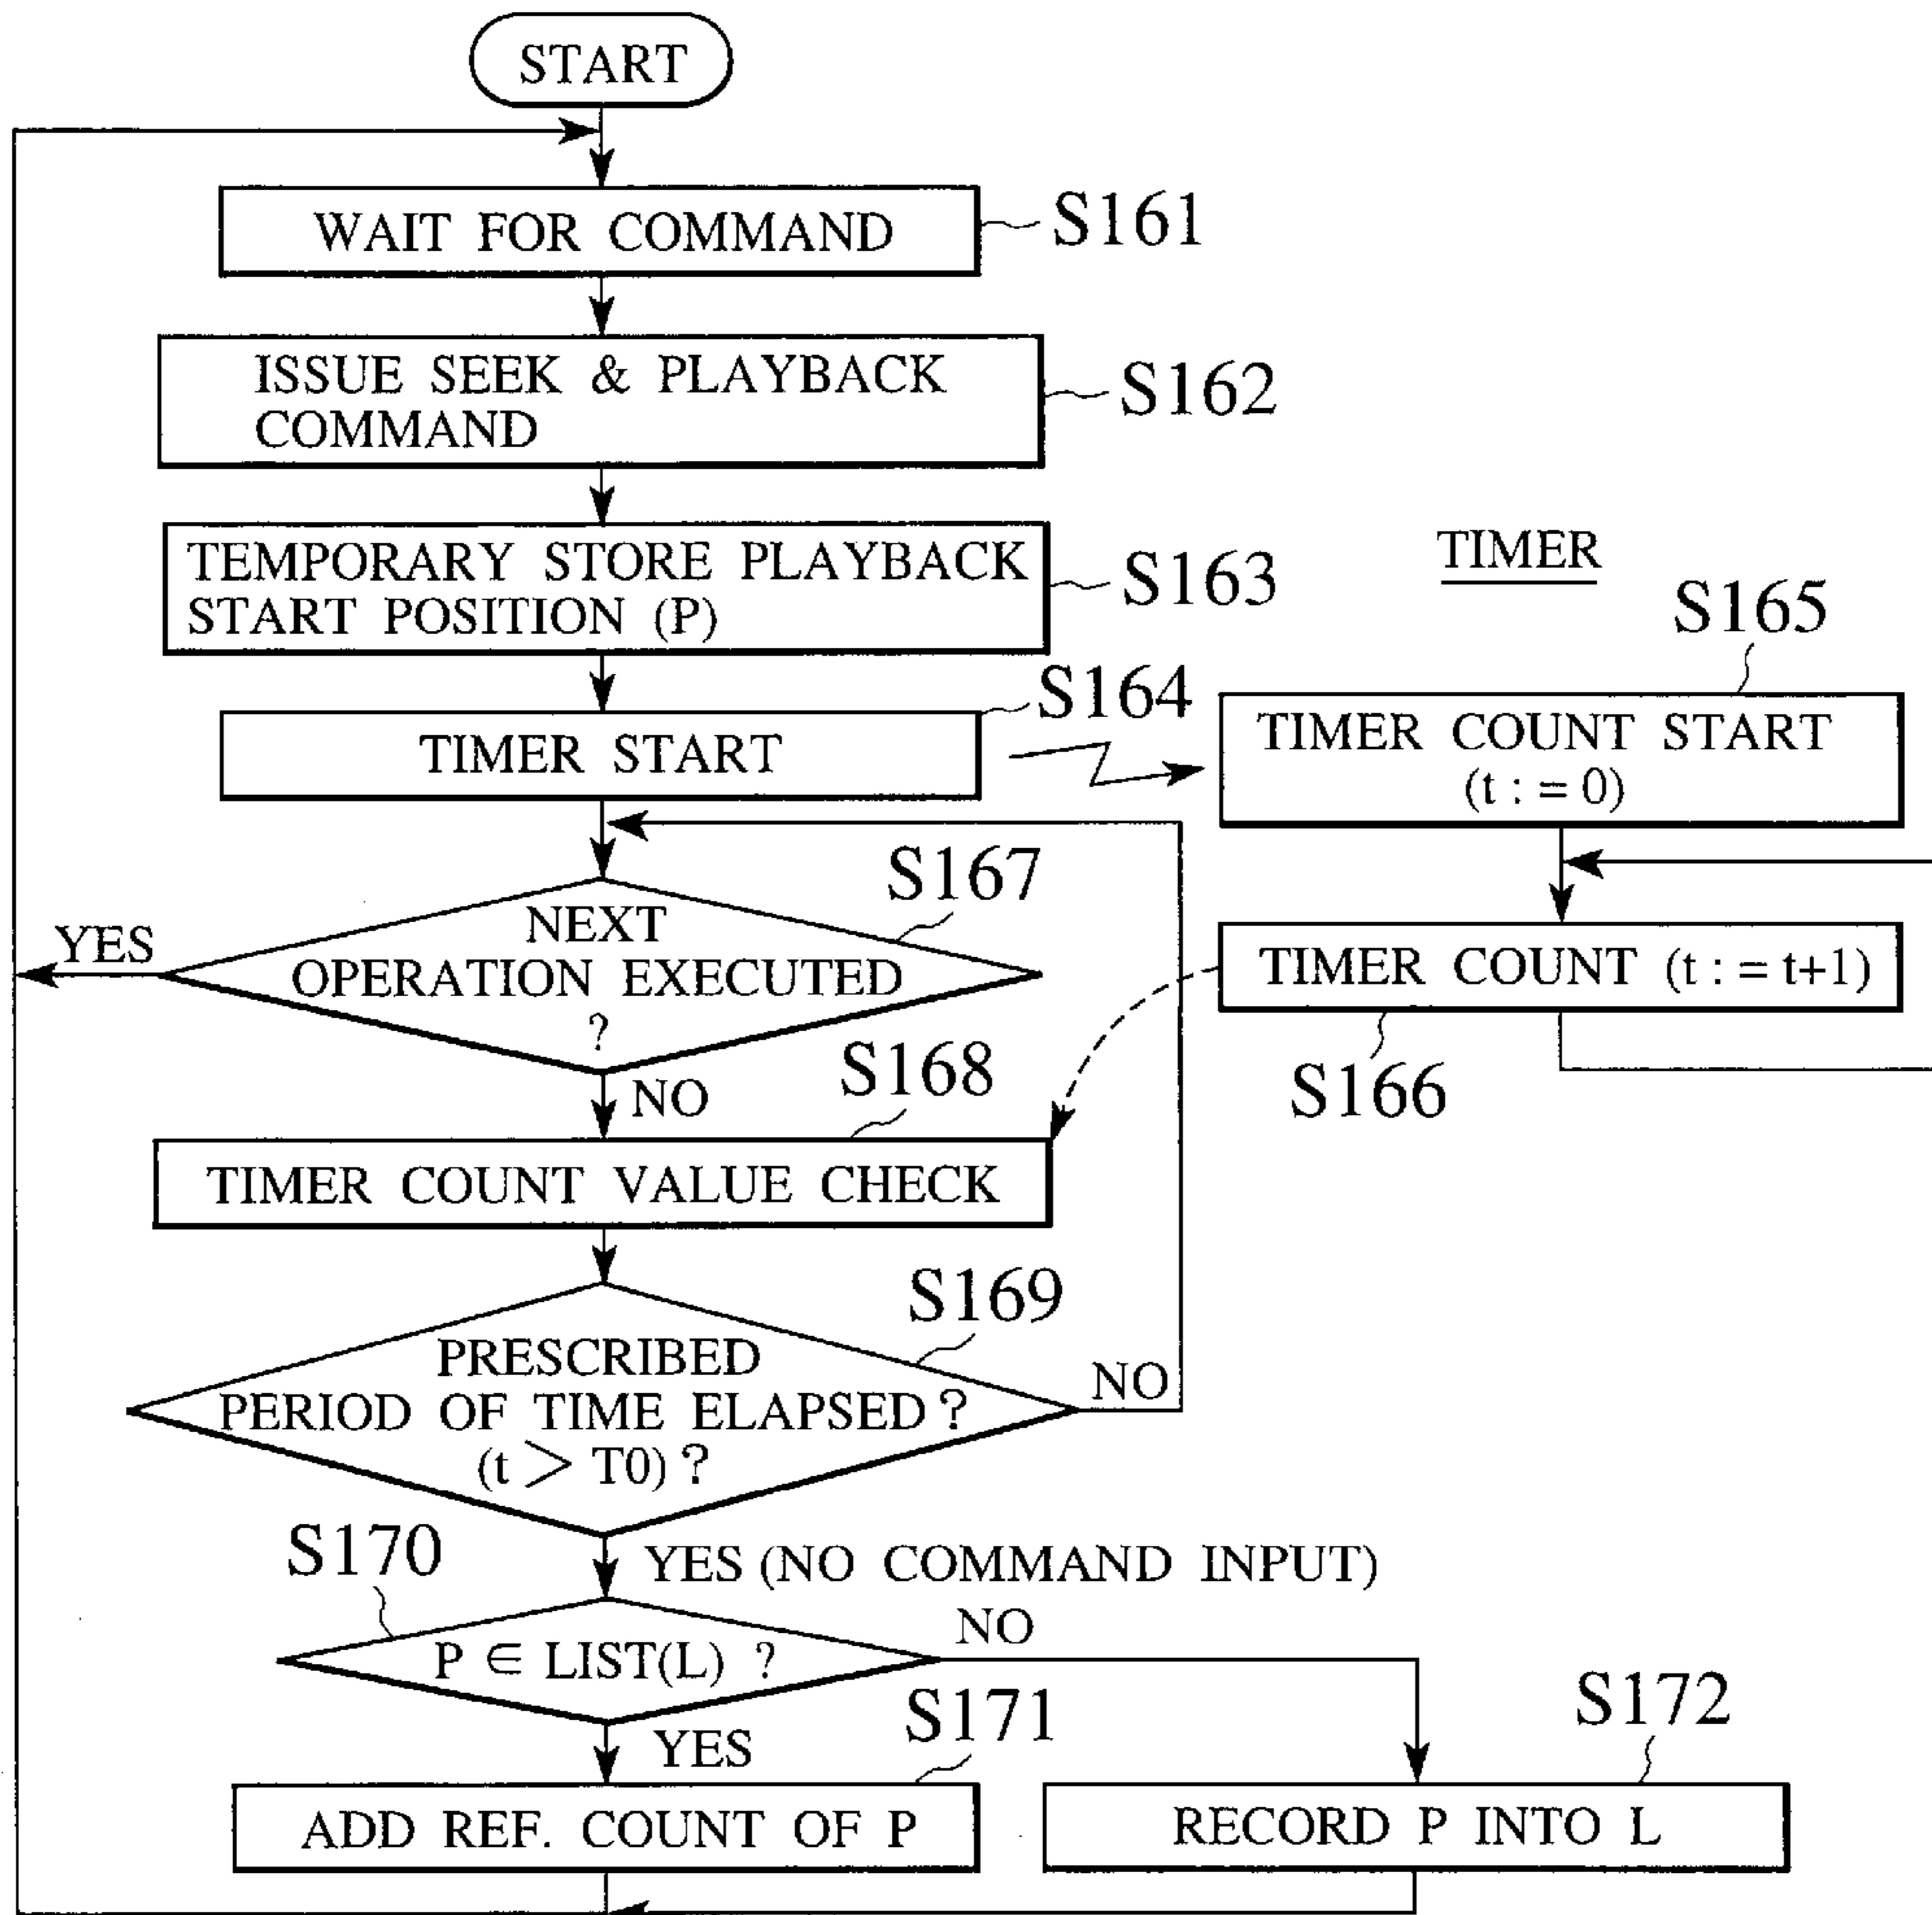 START
WAIT FOR COMMAND
S161
ISSUE SEEK & PLAYBACK
COMMAND
S162
TEMPORARY STORE PLAYBACK
START POSITION (P)
S163
TIMER
S165
S164
TIMER START
TIMER COUNT START
(t : = 0)
S167
YES
NEXT
OPERATION EXECUTED
?
TIMER COUNT (t : = t+1)
S166
S168
NO
TIMER COUNT VALUE CHECK
S169
PRESCRIBED
PERIOD OF TIME ELAPSED ?
(t > T0) ?
NO
S170
YES (NO COMMAND INPUT)
NO
P ∈ LIST(L) ?
S171
S172
YES
ADD REF. COUNT OF P
RECORD P INTO L